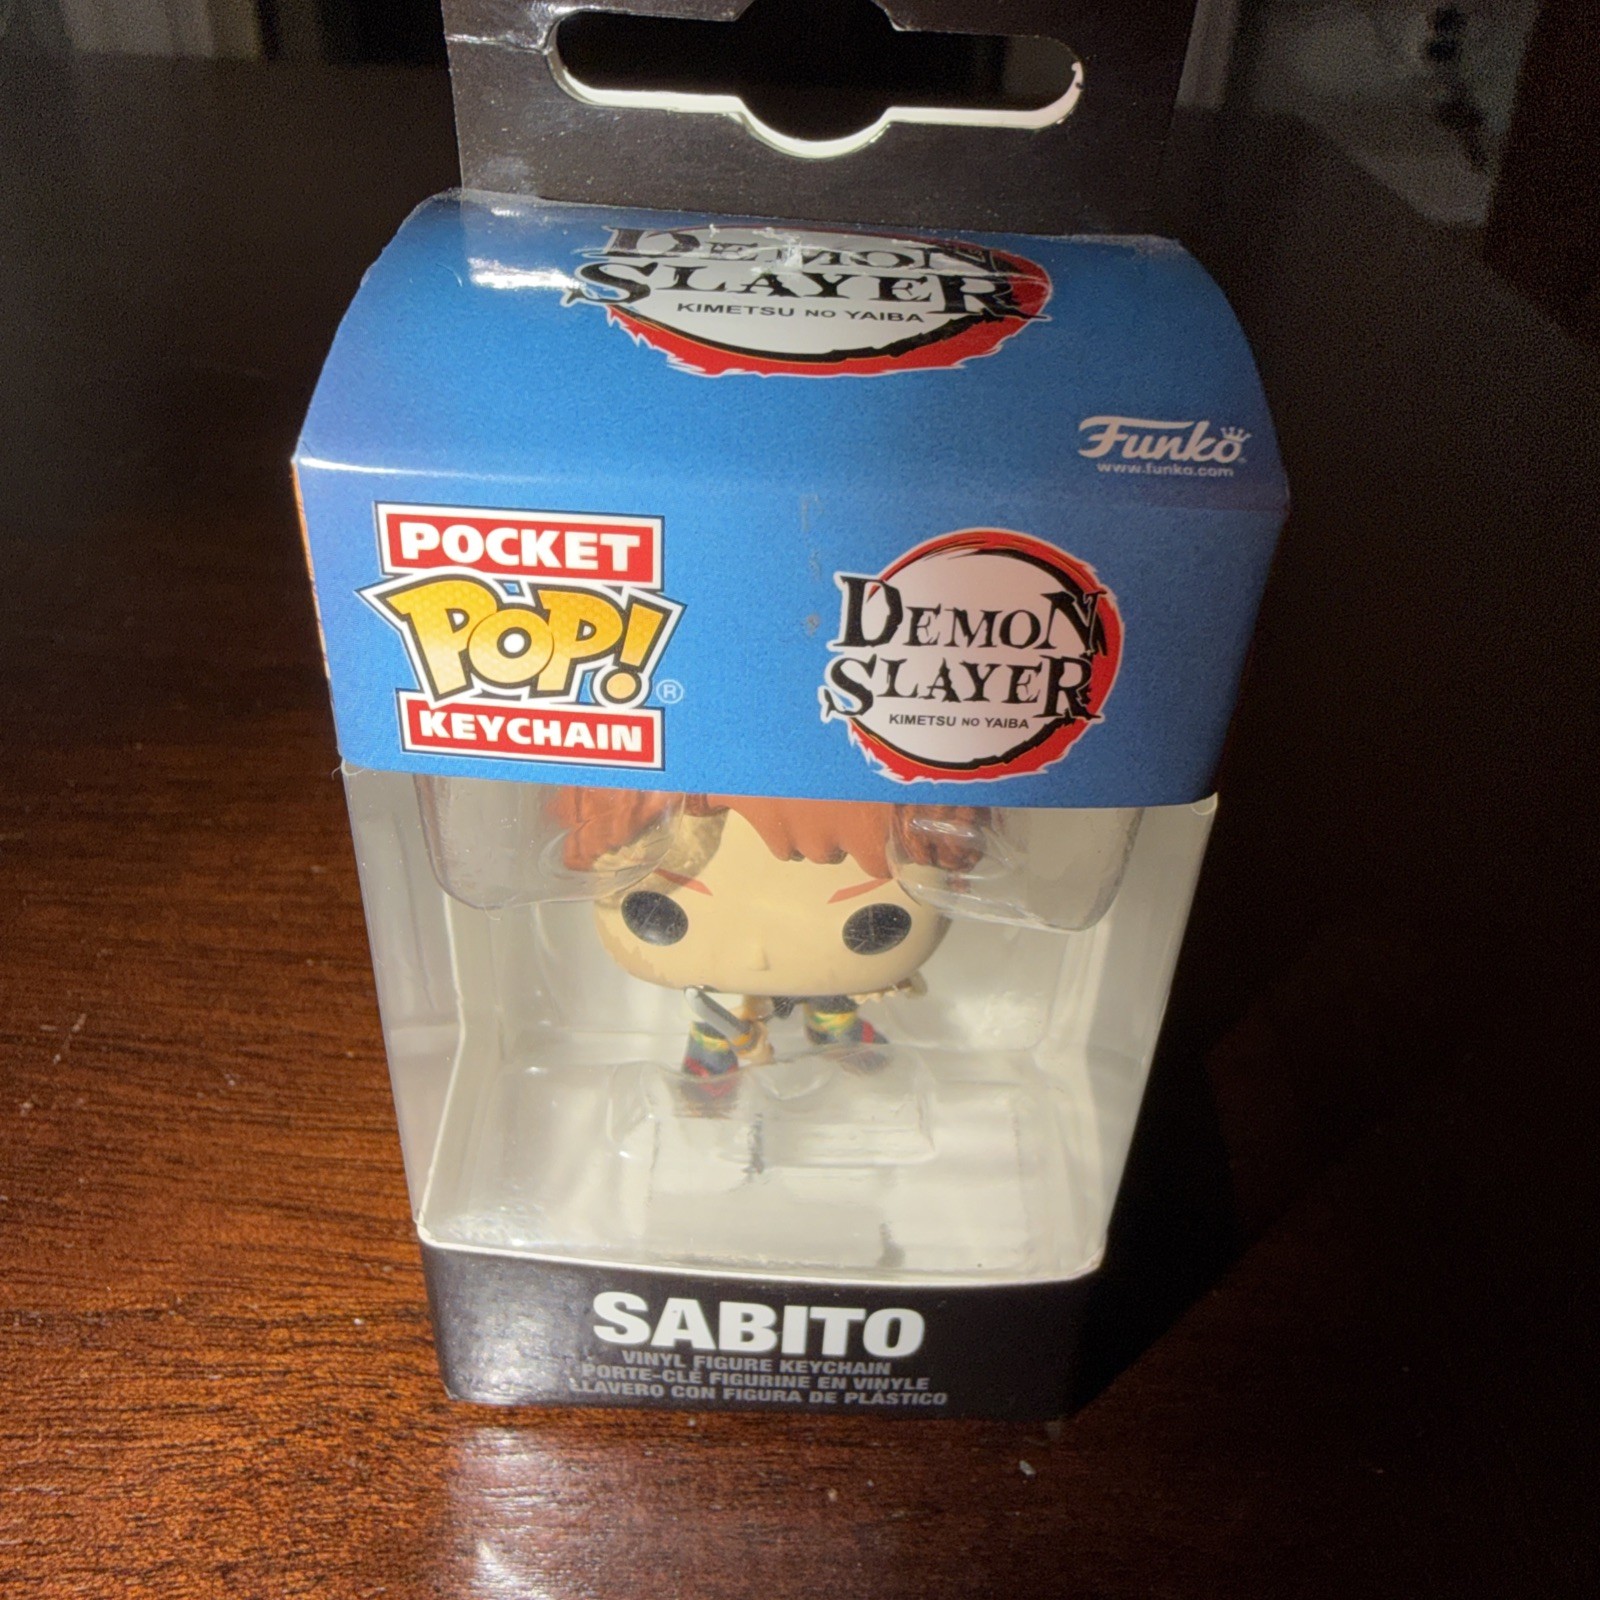 DEMON
SLAYER
KIMETSU NO YAIBA
Funko
www.funko.com
POCKET
POP!®
KEYCHAIN
DEMON
SLAYER
KIMETSU NO YAIBA
SABITO
VINYL FIGURE KEYCHAIN
PORTE-CLÉ FIGURINE EN VINYLE
LLAVERO CON FIGURA DE PLÁSTICO